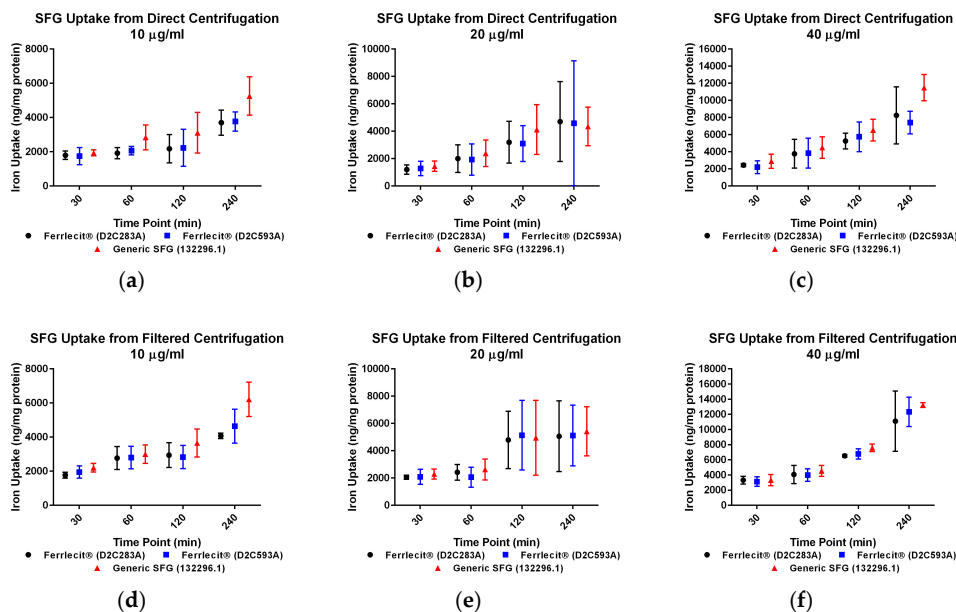 SFG Uptake from Direct Centrifugation
10 µg/ml
Iron Uptake (ng/mg protein)
8000
6000
4000
2000
0
30
60
120
240
Time Point (min)
Ferrlecit® (D2C283A)
Ferrlecit® (D2C593A)
Generic SFG (132296.1)
(a)
SFG Uptake from Direct Centrifugation
20 µg/ml
Iron Uptake (ng/mg protein)
10000
8000
6000
4000
2000
0
30
60
120
240
Time Point (min)
Ferrlecit® (D2C283A)
Ferrlecit® (D2C593A)
Generic SFG (132296.1)
(b)
SFG Uptake from Direct Centrifugation
40 µg/ml
Iron Uptake (ng/mg protein)
16000
14000
12000
10000
8000
6000
4000
2000
0
30
60
120
240
Time Point (min)
Ferrlecit® (D2C283A)
Ferrlecit® (D2C593A)
Generic SFG (132296.1)
(c)
SFG Uptake from Filtered Centrifugation
10 µg/ml
Iron Uptake (ng/mg protein)
8000
6000
4000
2000
0
30
60
120
240
Time Point (min)
Ferrlecit® (D2C283A)
Ferrlecit® (D2C593A)
Generic SFG (132296.1)
(d)
SFG Uptake from Filtered Centrifugation
20 µg/ml
Iron Uptake (ng/mg protein)
10000
8000
6000
4000
2000
0
30
60
120
240
Time Point (min)
Ferrlecit® (D2C283A)
Ferrlecit® (D2C593A)
Generic SFG (132296.1)
(e)
SFG Uptake from Filtered Centrifugation
40 µg/ml
Iron Uptake (ng/mg protein)
18000
16000
14000
12000
10000
8000
6000
4000
2000
0
30
60
120
240
Time Point (min)
Ferrlecit® (D2C283A)
Ferrlecit® (D2C593A)
Generic SFG (132296.1)
(f)